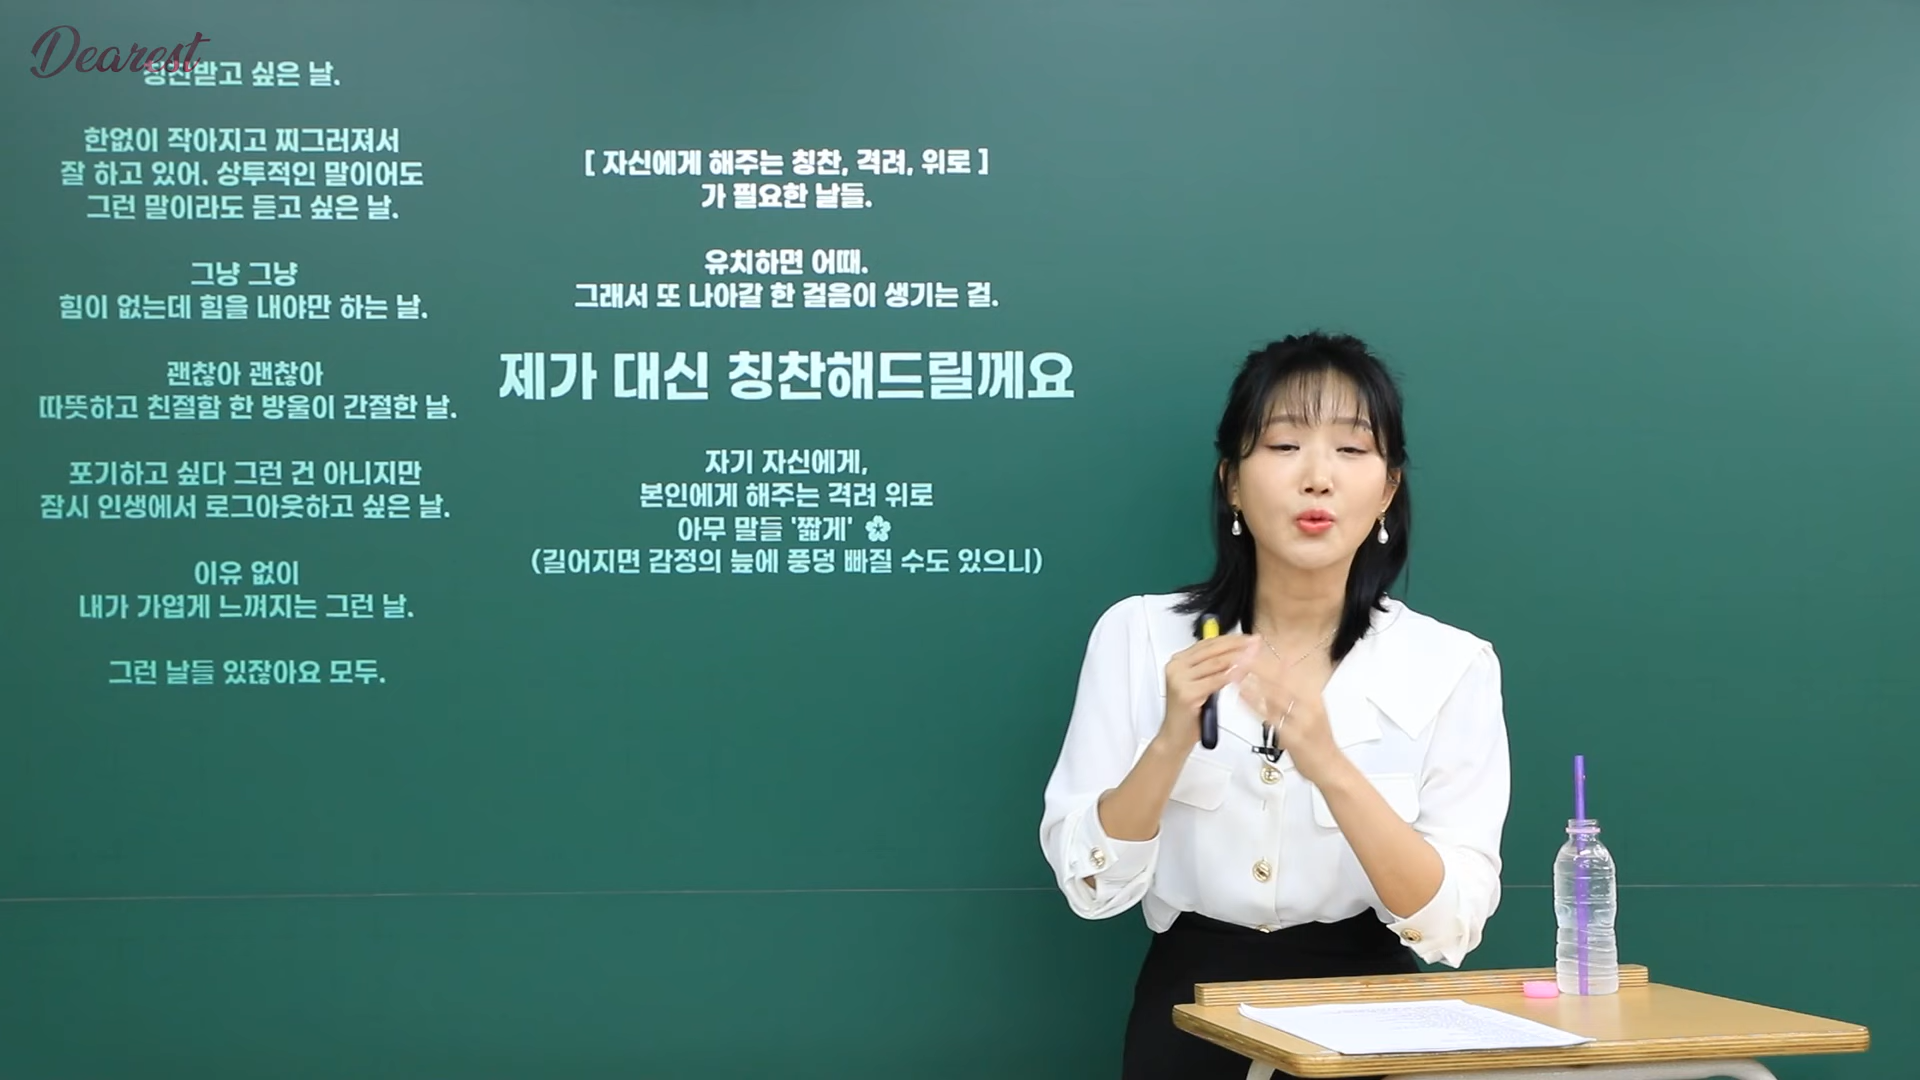 Dearest
칭찬받고 싶은 날.
한없이 작아지고 찌그러져서
잘 하고 있어. 상투적인 말이어도
그런 말이라도 듣고 싶은 날.
그냥 그냥
힘이 없는데 힘을 내야만 하는 날.
괜찮아 괜찮아
따뜻하고 친절함 한 방울이 간절한 날.
포기하고 싶다 그런 건 아니지만
잠시 인생에서 로그아웃하고 싶은 날.
이유 없이
내가 가엽게 느껴지는 그런 날.
그런 날들 있잖아요 모두.
[ 자신에게 해주는 칭찬, 격려, 위로 ]
가 필요한 날들.
유치하면 어때.
그래서 또 나아갈 한 걸음이 생기는 걸.
제가 대신 칭찬해드릴께요
자기 자신에게,
본인에게 해주는 격려 위로
아무 말들 '짧게'
(길어지면 감정의 늪에 풍덩 빠질 수도 있으니)